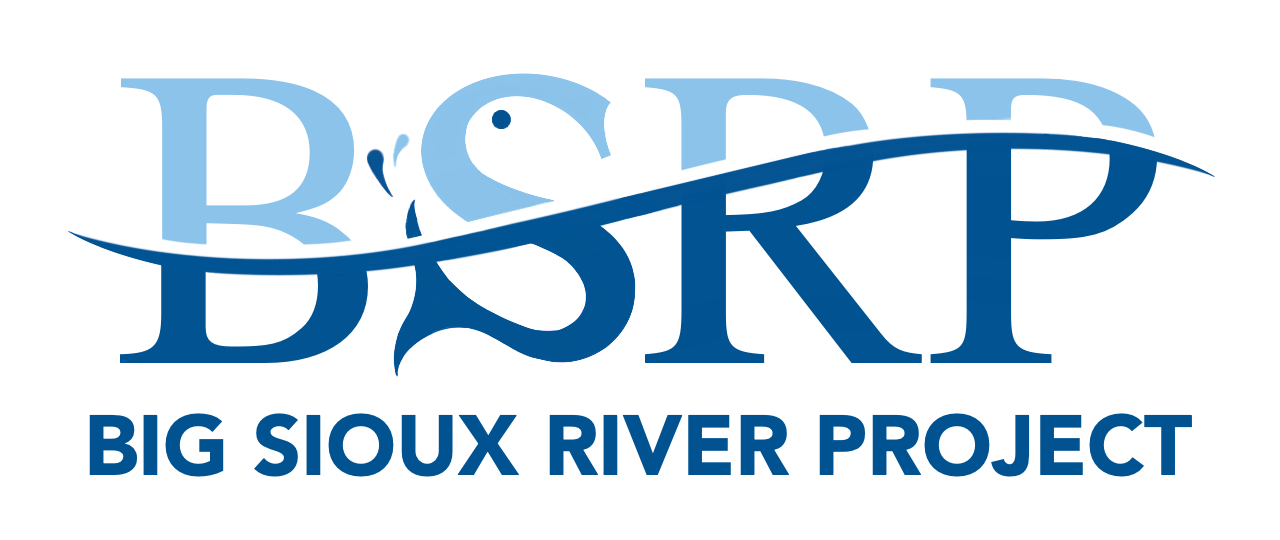 BSRP
BIG SIOUX RIVER PROJECT